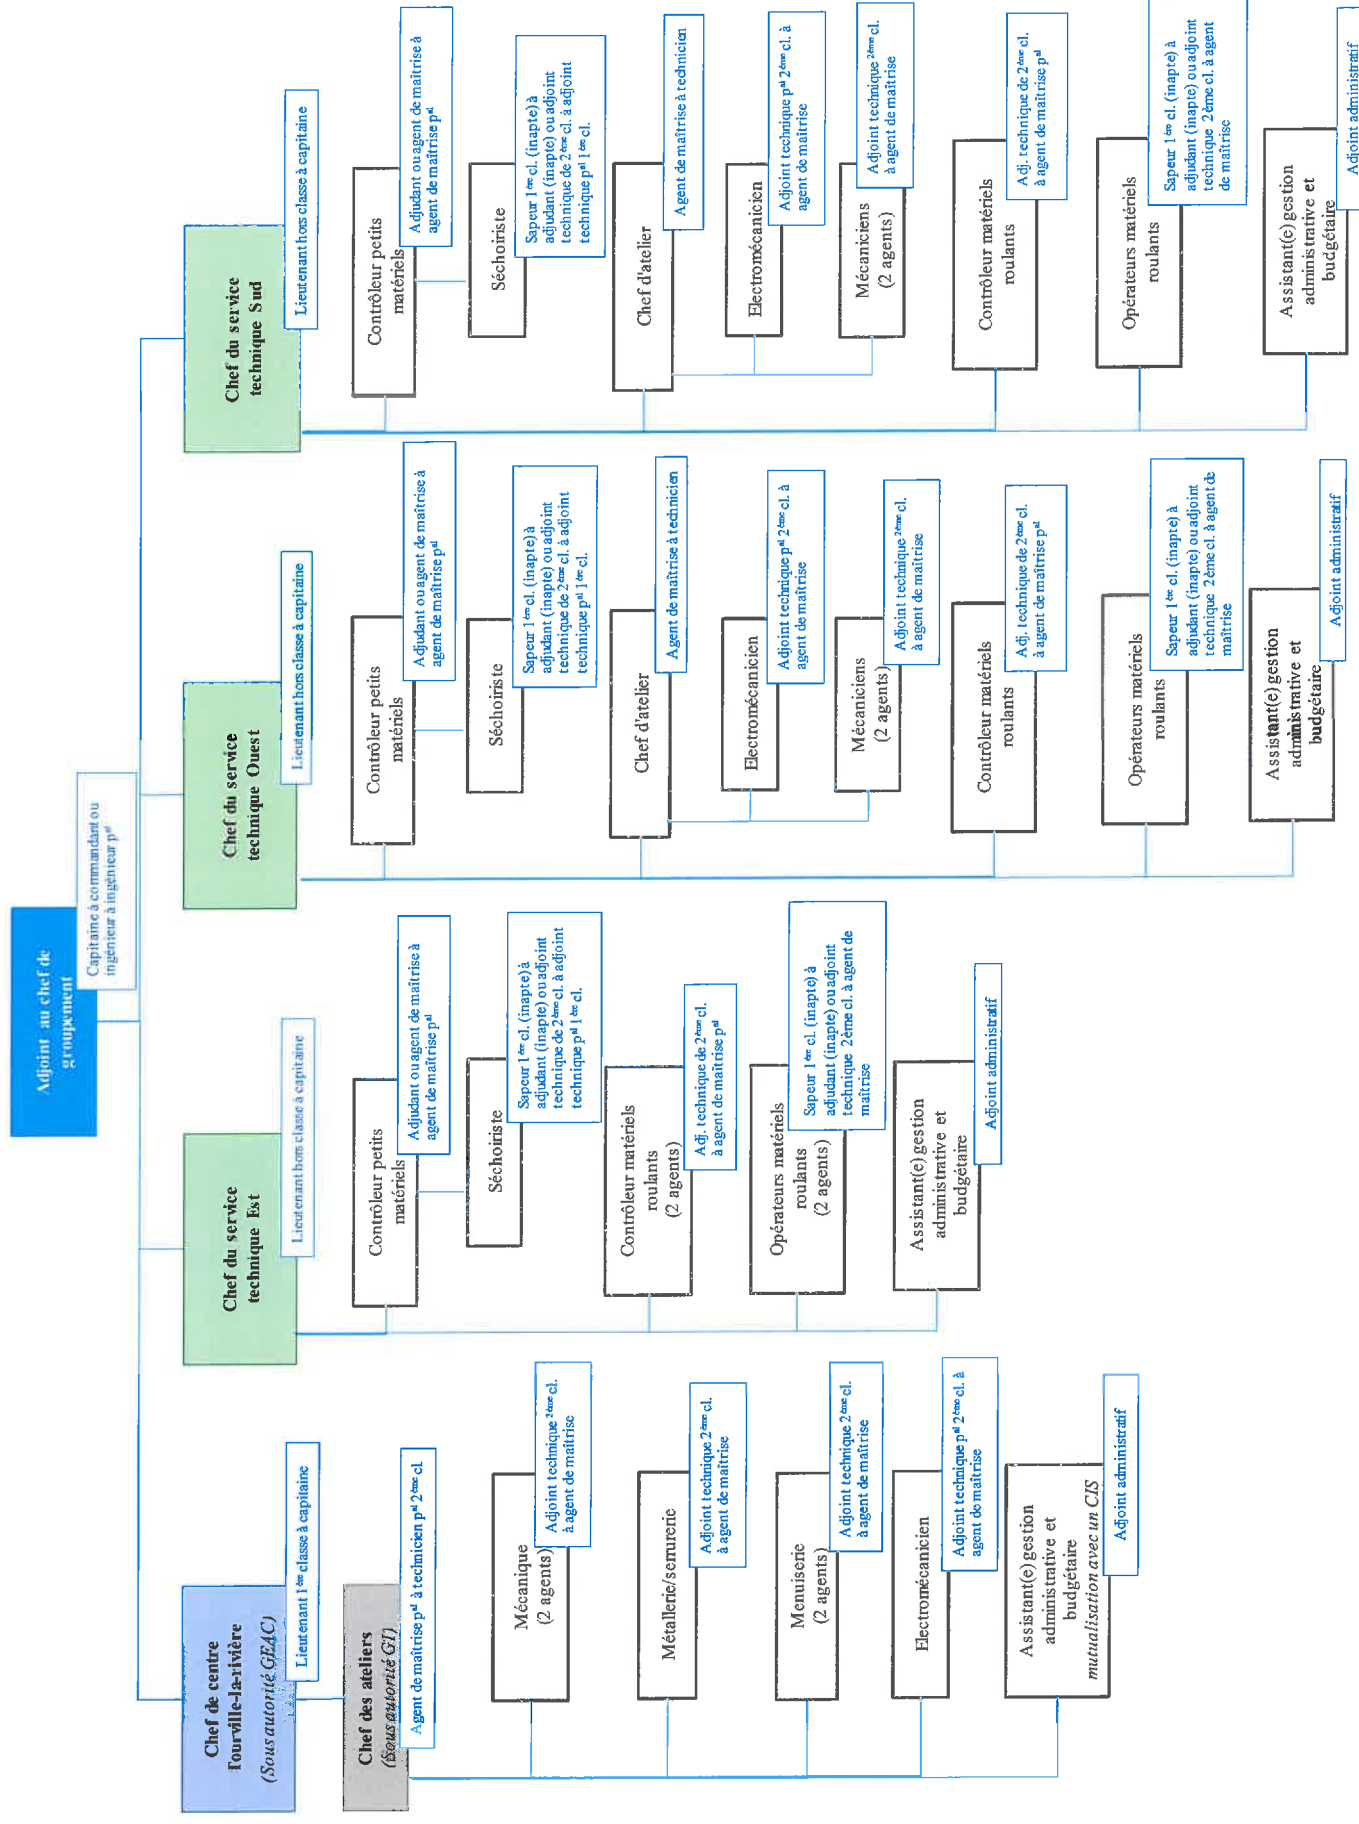 Adjoint au chef de
groupement
Capitaine à commandant ou
ingénieur à ingénieur pal
Chef de centre
Tourville-la-rivière
(Sous autorité GEAC)
Lieutenant 1ère classe à capitaine
Chef des ateliers
(Sous autorité GT)
Agent de maîtrise pal à technicien pal 2ème cl.
Mécanique
(2 agents)
Adjoint technique 2ème cl.
à agent de maîtrise
Métallerie/serrurerie
Adjoint technique 2ème cl.
à agent de maîtrise
Menuiserie
(2 agents)
Adjoint technique 2ème cl.
à agent de maîtrise
Electromécanicien
Adjoint technique pal 2ème cl. à
agent de maîtrise
Assistant(e) gestion
administrative et
budgétaire
mutualisation avec un CIS
Adjoint administratif
Chef du service
technique Est
Lieutenant hors classe à capitaine
Contrôleur petits
matériels
Adjudant ou agent de maîtrise à
agent de maîtrise pal
Séchoiriste
Sapeur 1ère cl. (inapte) à
adjudant (inapte) ou adjoint
technique de 2ème cl. à adjoint
technique pal 1ère cl.
Contrôleur matériels
roulants
(2 agents)
Adj. technique de 2ème cl.
à agent de maîtrise pal
Opérateurs matériels
roulants
(2 agents)
Sapeur 1ère cl. (inapte) à
adjudant (inapte) ou adjoint
technique 2ème cl. à agent de
maîtrise
Assistant(e) gestion
administrative et
budgétaire
Adjoint administratif
Chef du service
technique Ouest
Lieutenant hors classe à capitaine
Contrôleur petits
matériels
Adjudant ou agent de maîtrise à
agent de maîtrise pal
Séchoiriste
Sapeur 1ère cl. (inapte) à
adjudant (inapte) ou adjoint
technique de 2ème cl. à adjoint
technique pal 1ère cl.
Chef d'atelier
Agent de maîtrise à technicien
Electromécanicien
Adjoint technique pal 2ème cl. à
agent de maîtrise
Mécaniciens
(2 agents)
Adjoint technique 2ème cl.
à agent de maîtrise
Contrôleur matériels
roulants
Adj. technique de 2ème cl.
à agent de maîtrise pal
Opérateurs matériels
roulants
Sapeur 1ère cl. (inapte) à
adjudant (inapte) ou adjoint
technique 2ème cl. à agent de
maîtrise
Assistant(e) gestion
administrative et
budgétaire
Adjoint administratif
Chef du service
technique Sud
Lieutenant hors classe à capitaine
Contrôleur petits
matériels
Adjudant ou agent de maîtrise à
agent de maîtrise pal
Séchoiriste
Sapeur 1ère cl. (inapte) à
adjudant (inapte) ou adjoint
technique de 2ème cl. à adjoint
technique pal 1ère cl.
Chef d'atelier
Agent de maîtrise à technicien
Electromécanicien
Adjoint technique pal 2ème cl. à
agent de maîtrise
Mécaniciens
(2 agents)
Adjoint technique 2ème cl.
à agent de maîtrise
Contrôleur matériels
roulants
Adj. technique de 2ème cl.
à agent de maîtrise pal
Opérateurs matériels
roulants
Sapeur 1ère cl. (inapte) à
adjudant (inapte) ou adjoint
technique 2ème cl. à agent
de maîtrise
Assistant(e) gestion
administrative et
budgétaire
Adjoint administratif